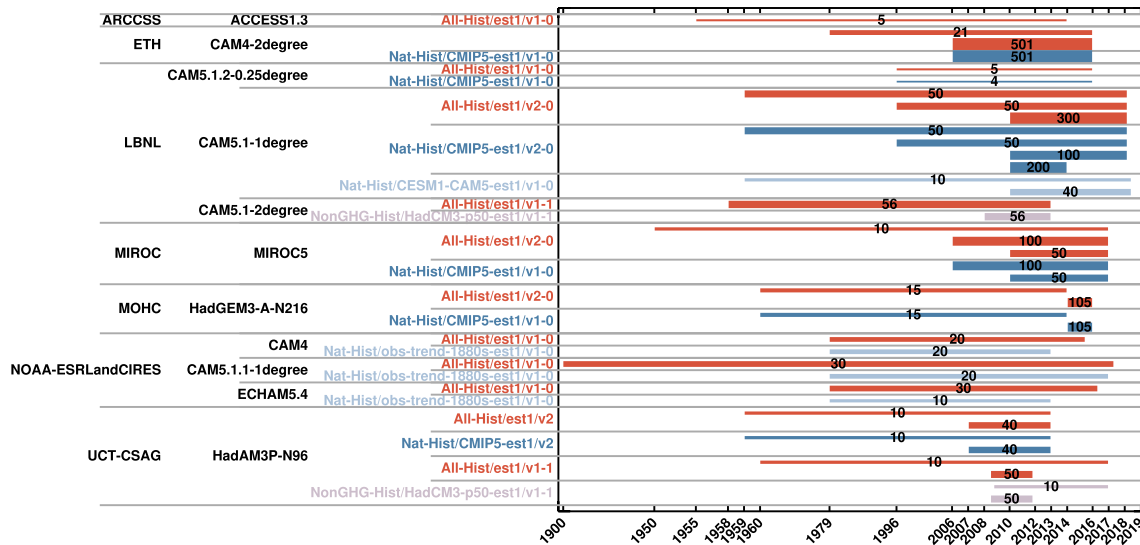 ARCCSS ACCESS1.3 All-Hist/est1/v1-0 5
21
ETH CAM4-2degree 501
Nat-Hist/CMIP5-est1/v1-0 501
CAM5.1.2-0.25degree All-Hist/est1/v1-0 5
Nat-Hist/CMIP5-est1/v1-0 4
50
All-Hist/est1/v2-0 50
300
50
LBNL CAM5.1-1degree Nat-Hist/CMIP5-est1/v2-0 50
100
200
Nat-Hist/CESM1-CAM5-est1/v1-0 10
40
CAM5.1-2degree All-Hist/est1/v1-1 56
NonGHG-Hist/HadCM3-p50-est1/v1-1 56
10
All-Hist/est1/v2-0 100
MIROC MIROC5 50
Nat-Hist/CMIP5-est1/v1-0 100
50
All-Hist/est1/v2-0 15
105
MOHC HadGEM3-A-N216
Nat-Hist/CMIP5-est1/v1-0 15
105
CAM4 All-Hist/est1/v1-0 20
Nat-Hist/obs-trend-1880s-est1/v1-0 20
NOAA-ESRLandCIRES CAM5.1.1-1degree All-Hist/est1/v1-0 30
Nat-Hist/obs-trend-1880s-est1/v1-0 20
ECHAM5.4 All-Hist/est1/v1-0 30
Nat-Hist/obs-trend-1880s-est1/v1-0 10
All-Hist/est1/v2 10
40
Nat-Hist/CMIP5-est1/v2 10
40
UCT-CSAG HadAM3P-N96
All-Hist/est1/v1-1 10
50
NonGHG-Hist/HadCM3-p50-est1/v1-1 10
50
1900 1950 1955 1958 1959 1960 1979 1996 2006 2007 2008 2010 2012 2013 2014 2016 2017 2018